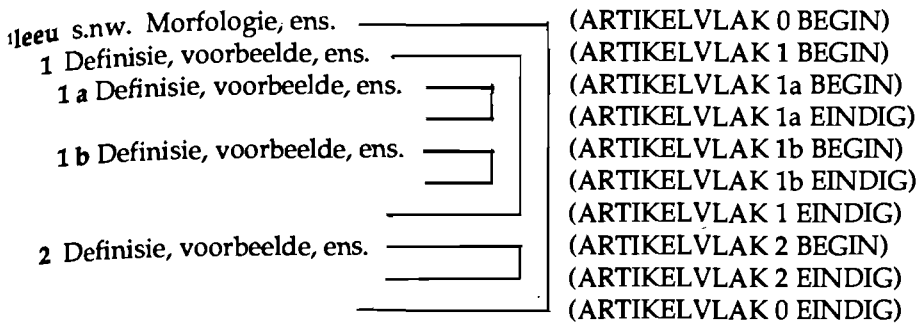 ¹leeu s.nw. Morfologie, ens. (ARTIKELVLAK 0 BEGIN)
1 Definisie, voorbeelde, ens. (ARTIKELVLAK 1 BEGIN)
1 a Definisie, voorbeelde, ens. (ARTIKELVLAK 1a BEGIN)
(ARTIKELVLAK 1a EINDIG)
1 b Definisie, voorbeelde, ens. (ARTIKELVLAK 1b BEGIN)
(ARTIKELVLAK 1b EINDIG)
(ARTIKELVLAK 1 EINDIG)
2 Definisie, voorbeelde, ens. (ARTIKELVLAK 2 BEGIN)
(ARTIKELVLAK 2 EINDIG)
(ARTIKELVLAK 0 EINDIG)